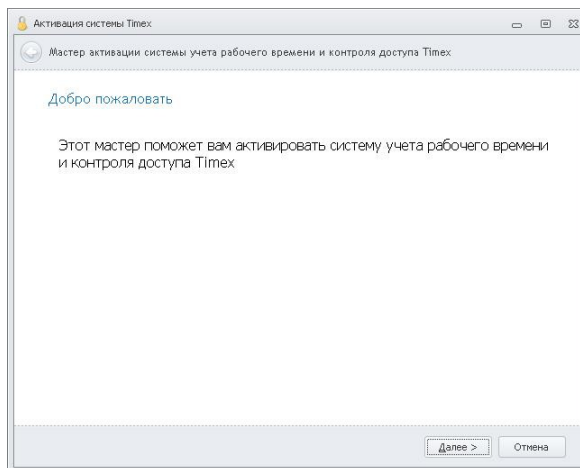 Активация системы Timex
Мастер активации системы учета рабочего времени и контроля доступа Timex
Добро пожаловать
Этот мастер поможет вам активировать систему учета рабочего времени
и контроля доступа Timex
Далее >
Отмена